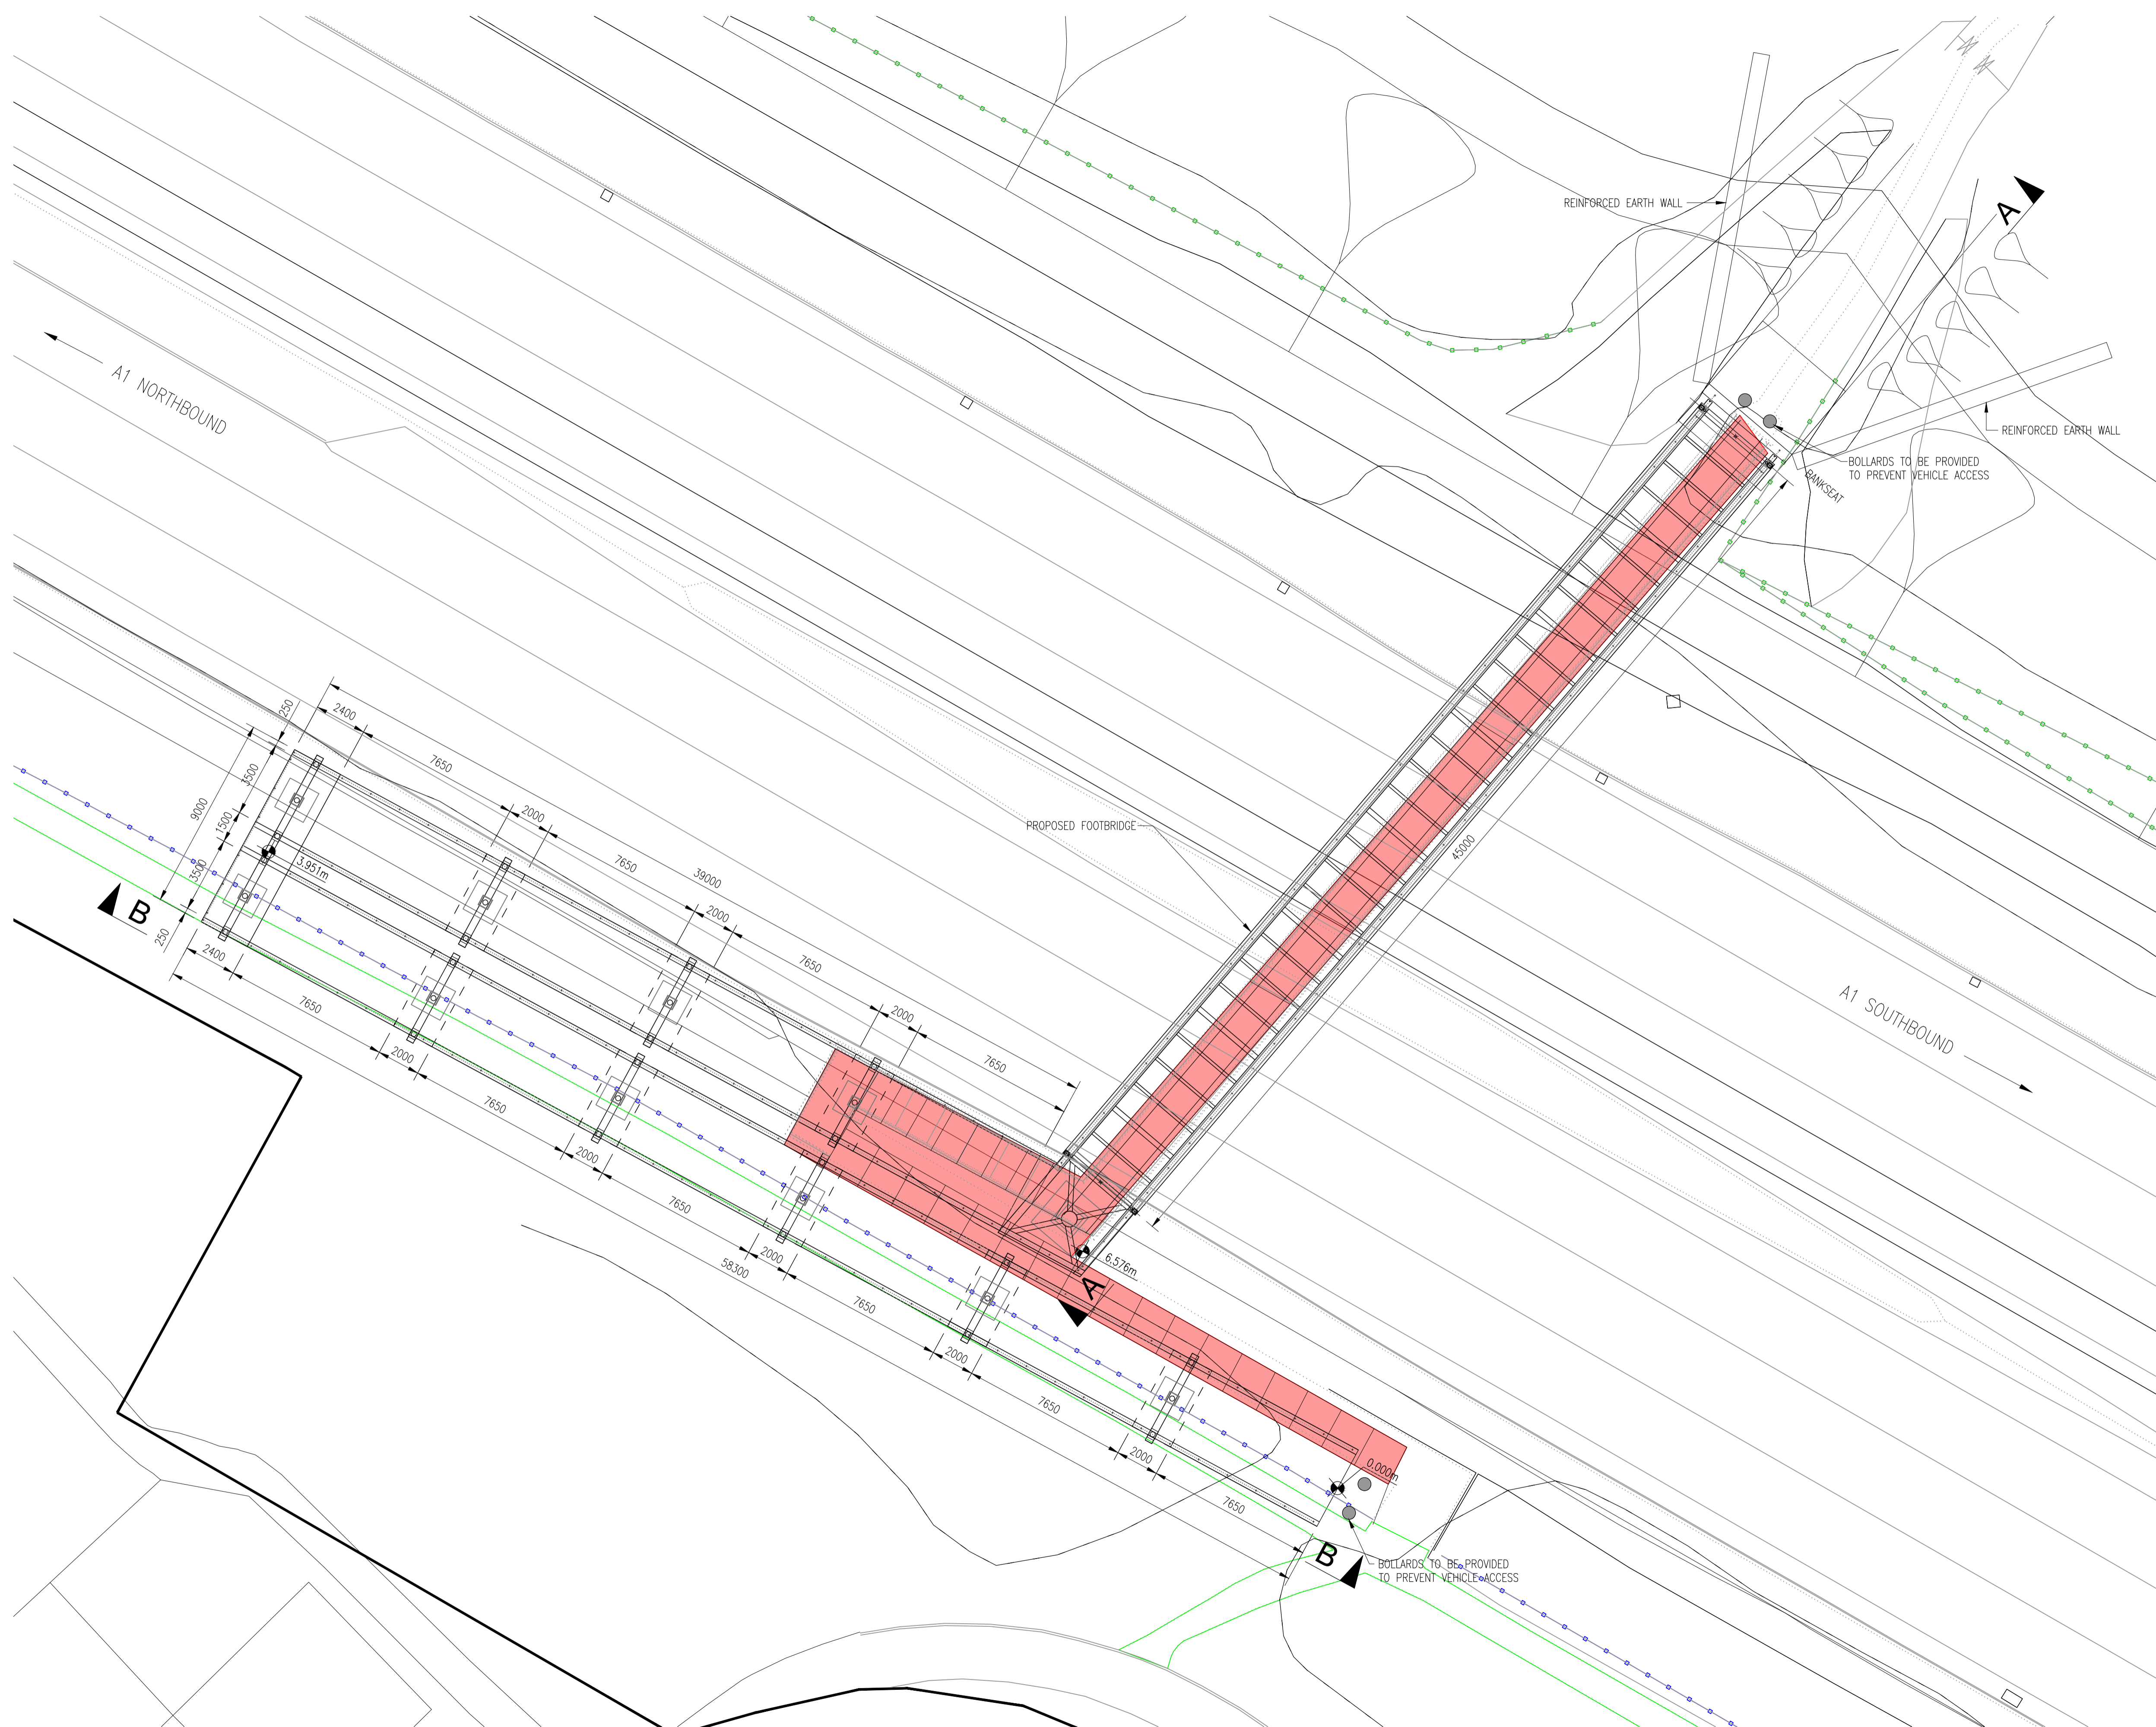 REINFORCED EARTH WALL
A
REINFORCED EARTH WALL
BOLLARDS TO BE PROVIDED
TO PREVENT VEHICLE ACCESS
BANKSEAT
A1 NORTHBOUND
250
2400
7650
3500
9000
1500
3500
3.951m
2000
7650
39000
2000
7650
2000
7650
PROPOSED FOOTBRIDGE
45000
A1 SOUTHBOUND
B
250
2400
7650
2000
7650
2000
7650
2000
58300
7650
2000
7650
2000
7650
6.576m
A
0.000m
B
BOLLARDS TO BE PROVIDED
TO PREVENT VEHICLE ACCESS